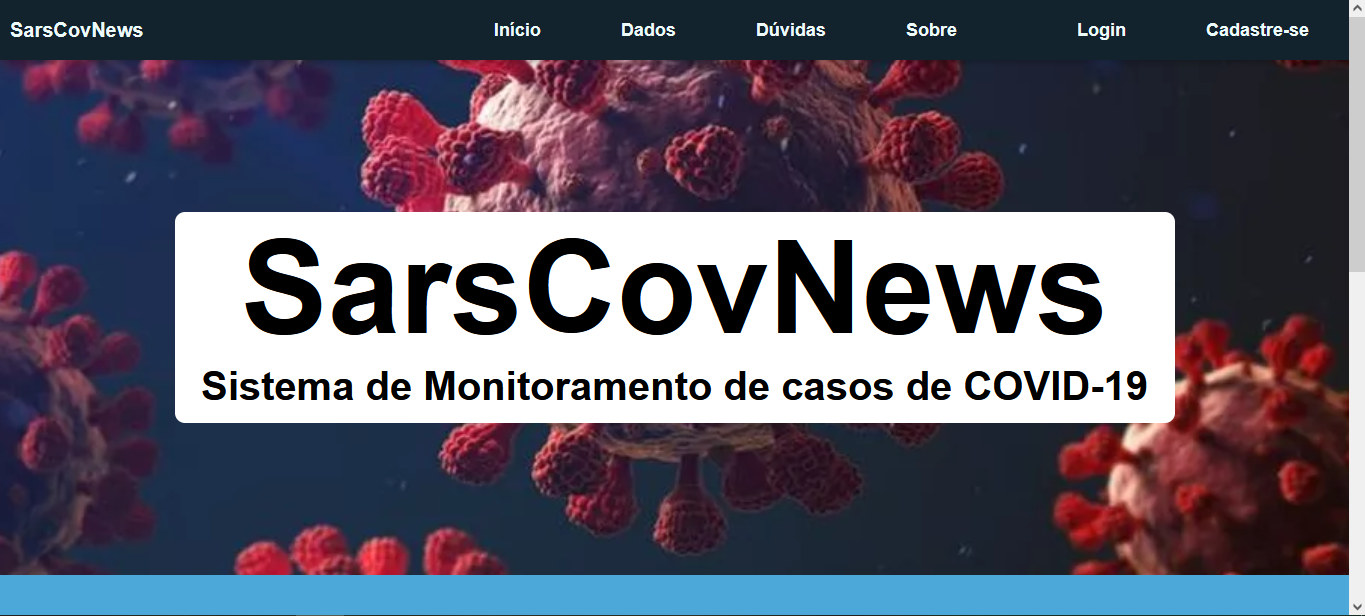 SarsCovNews Início Dados Dúvidas Sobre Login Cadastre-se
SarsCovNews
Sistema de Monitoramento de casos de COVID-19